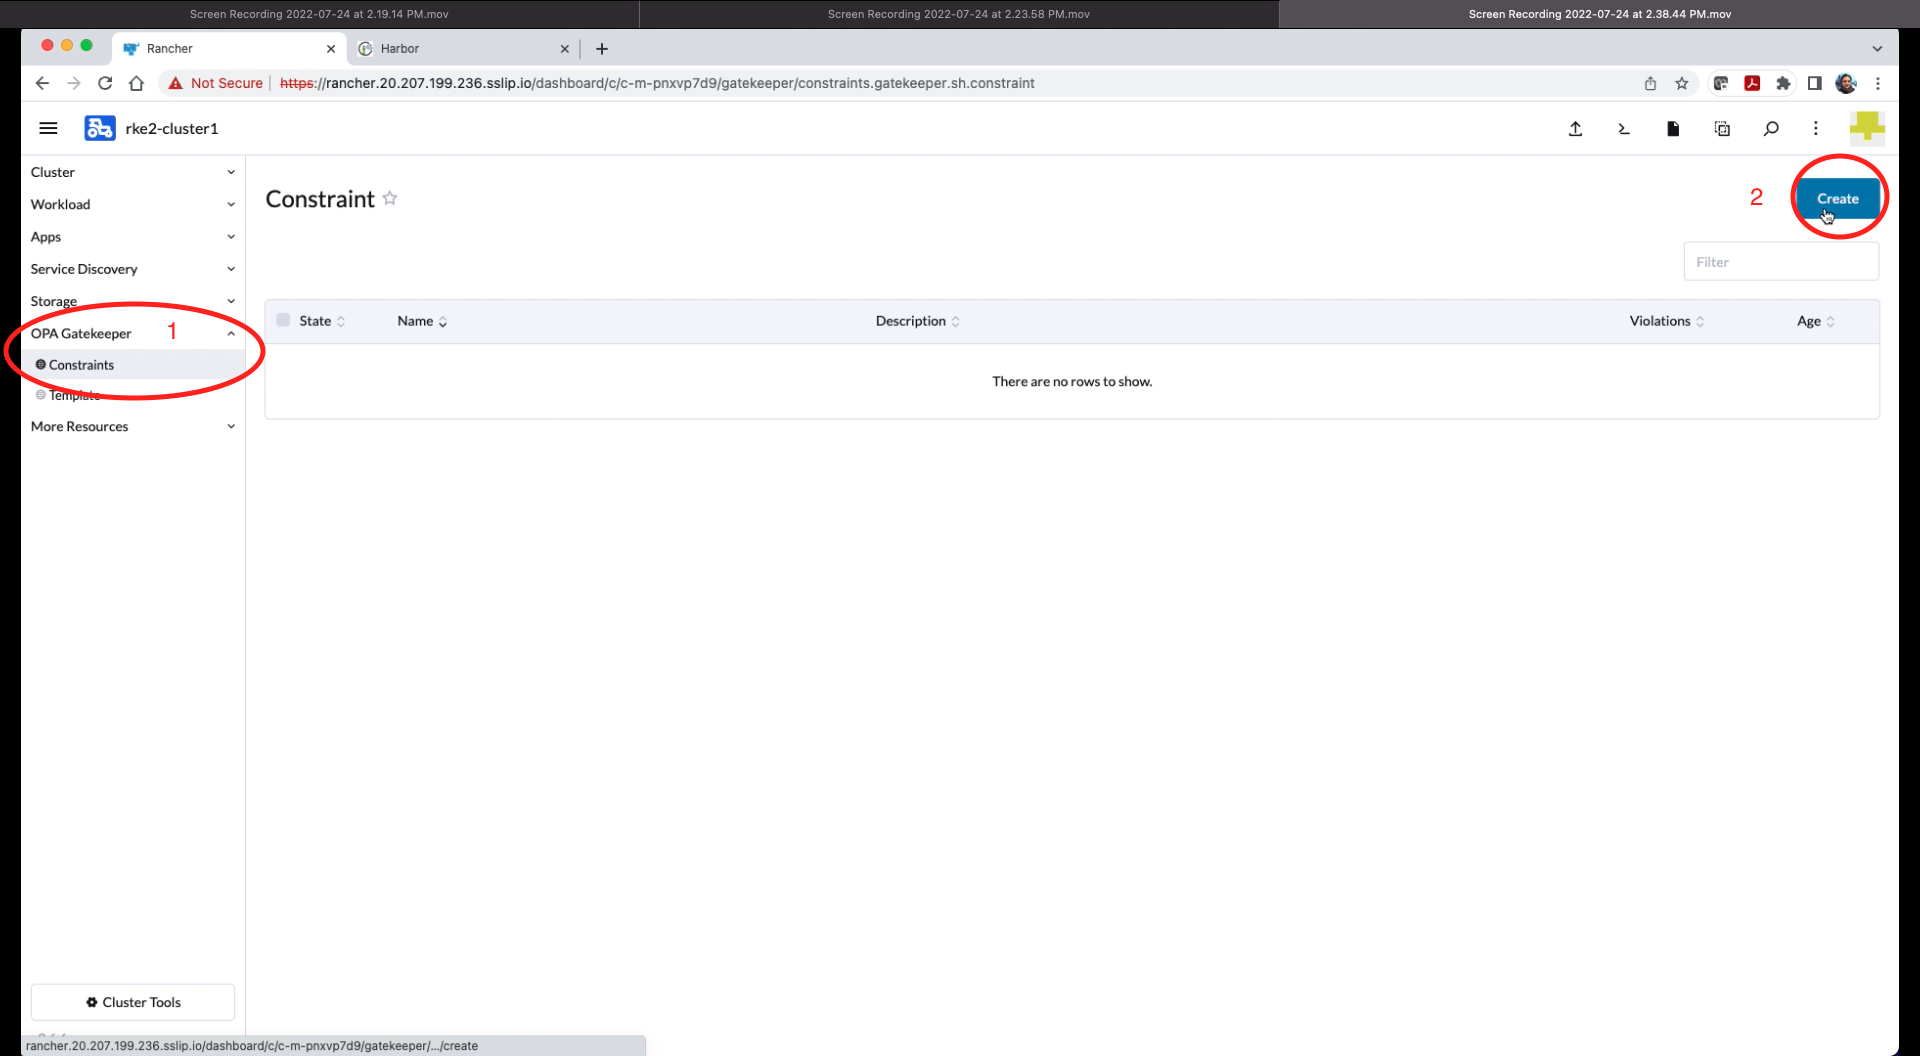 Screen Recording 2022-07-24 at 2.19.14 PM.mov
Screen Recording 2022-07-24 at 2.23.58 PM.mov
Screen Recording 2022-07-24 at 2.38.44 PM.mov
Rancher
Harbor
Not Secure
https://rancher.20.207.199.236.sslip.io/dashboard/c/c-m-pnxvp7d9/gatekeeper/constraints.gatekeeper.sh.constraint
rke2-cluster1
Cluster
Workload
Apps
Service Discovery
Storage
OPA Gatekeeper 1
Constraints
Template
More Resources
Constraint
2
Create
Filter
State Name Description Violations Age
There are no rows to show.
Cluster Tools
rancher.20.207.199.236.sslip.io/dashboard/c/c-m-pnxvp7d9/gatekeeper/.../create